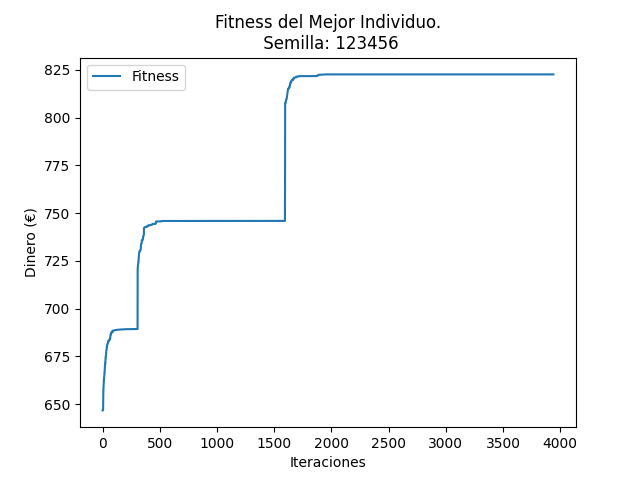 Fitness del Mejor Individuo.
Semilla: 123456
Fitness
825
800
775
750
725
700
675
650
Dinero (€)
0 500 1000 1500 2000 2500 3000 3500 4000
Iteraciones